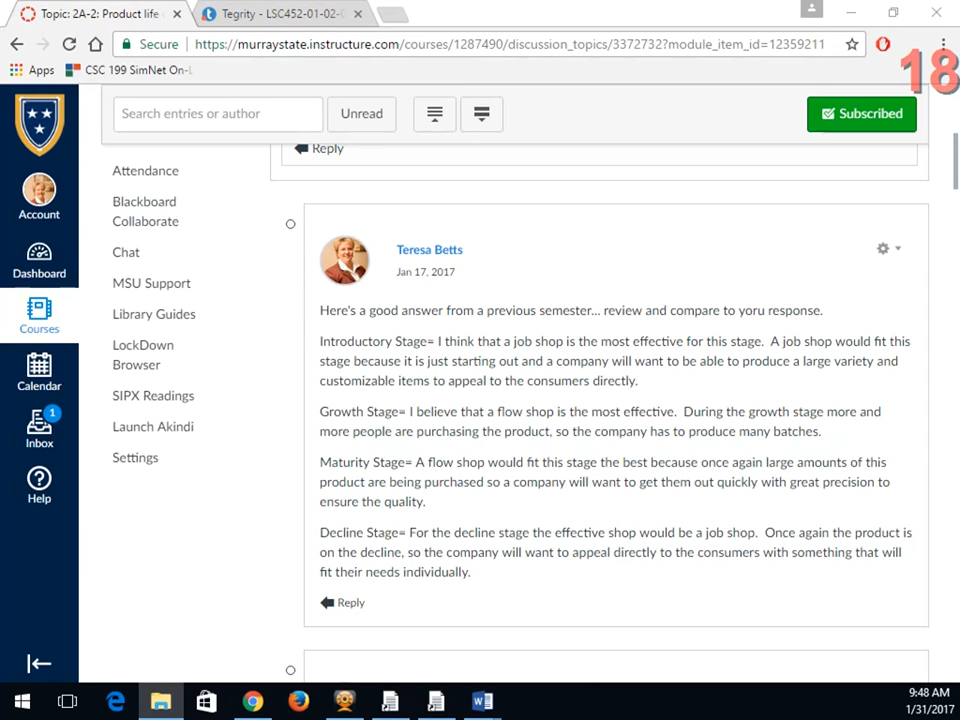 Topic: 2A-2: Product life
Tegrity - LSC452-01-02-
Secure
https://murraystate.instructure.com/courses/1287490/discussion_topics/3372732?module_item_id=12359211
Apps
CSC 199 SimNet On-L
18
Search entries or author
Unread
Subscribed
Reply
Account
Dashboard
Courses
Calendar
1
Inbox
Help
Attendance
Blackboard
Collaborate
Chat
MSU Support
Library Guides
LockDown
Browser
SIPX Readings
Launch Akindi
Settings
Teresa Betts
Jan 17, 2017
Here's a good answer from a previous semester... review and compare to yoru response.
Introductory Stage= I think that a job shop is the most effective for this stage. A job shop would fit this
stage because it is just starting out and a company will want to be able to produce a large variety and
customizable items to appeal to the consumers directly.
Growth Stage= I believe that a flow shop is the most effective. During the growth stage more and
more people are purchasing the product, so the company has to produce many batches.
Maturity Stage= A flow shop would fit this stage the best because once again large amounts of this
product are being purchased so a company will want to get them out quickly with great precision to
ensure the quality.
Decline Stage= For the decline stage the effective shop would be a job shop. Once again the product is
on the decline, so the company will want to appeal directly to the consumers with something that will
fit their needs individually.
Reply
9:48 AM
1/31/2017